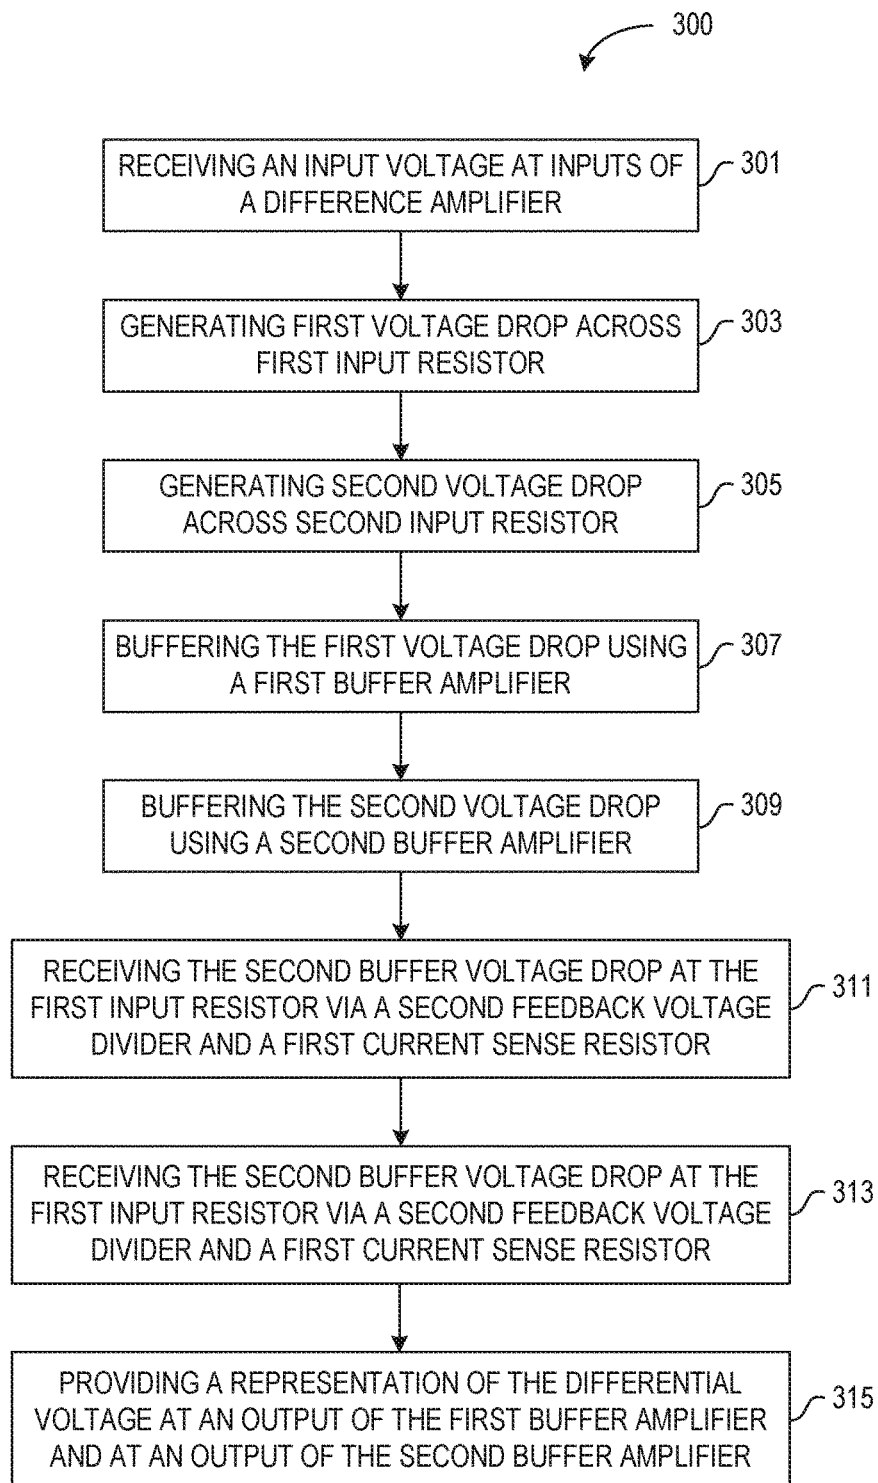 300
RECEIVING AN INPUT VOLTAGE AT INPUTS OF
A DIFFERENCE AMPLIFIER
301
GENERATING FIRST VOLTAGE DROP ACROSS
FIRST INPUT RESISTOR
303
GENERATING SECOND VOLTAGE DROP
ACROSS SECOND INPUT RESISTOR
305
BUFFERING THE FIRST VOLTAGE DROP USING
A FIRST BUFFER AMPLIFIER
307
BUFFERING THE SECOND VOLTAGE DROP
USING A SECOND BUFFER AMPLIFIER
309
RECEIVING THE SECOND BUFFER VOLTAGE DROP AT THE
FIRST INPUT RESISTOR VIA A SECOND FEEDBACK VOLTAGE
DIVIDER AND A FIRST CURRENT SENSE RESISTOR
311
RECEIVING THE SECOND BUFFER VOLTAGE DROP AT THE
FIRST INPUT RESISTOR VIA A SECOND FEEDBACK VOLTAGE
DIVIDER AND A FIRST CURRENT SENSE RESISTOR
313
PROVIDING A REPRESENTATION OF THE DIFFERENTIAL
VOLTAGE AT AN OUTPUT OF THE FIRST BUFFER AMPLIFIER
AND AT AN OUTPUT OF THE SECOND BUFFER AMPLIFIER
315